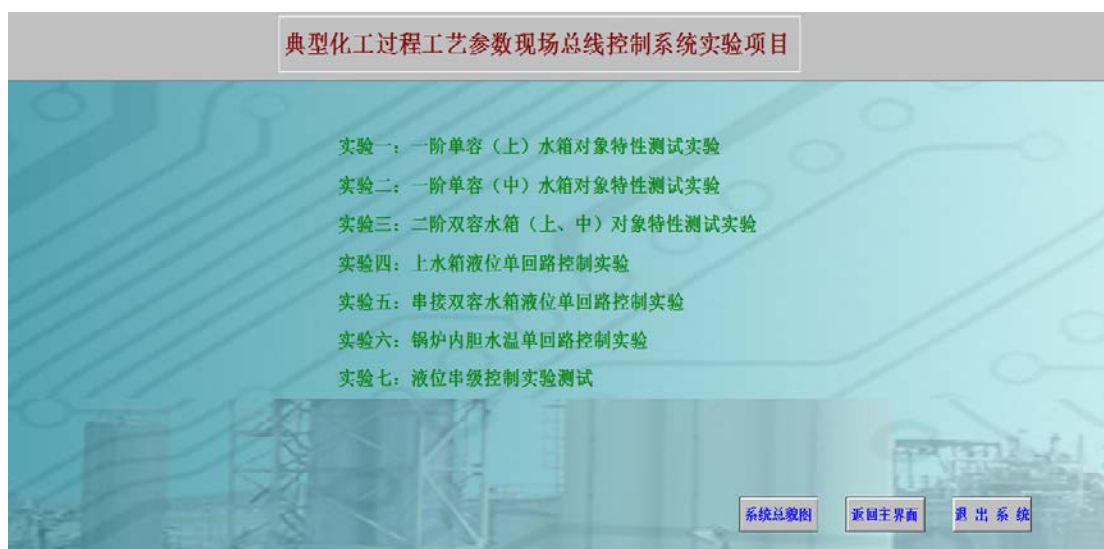 典型化工过程工艺参数现场总线控制系统实验项目
实验一：一阶单容（上）水箱对象特性测试实验
实验二：一阶单容（中）水箱对象特性测试实验
实验三：二阶双容水箱（上、中）对象特性测试实验
实验四：上水箱液位单回路控制实验
实验五：串接双容水箱液位单回路控制实验
实验六：锅炉内胆水温单回路控制实验
实验七：液位串级控制实验测试
系统总貌图 返回主界面 退 出 系 统